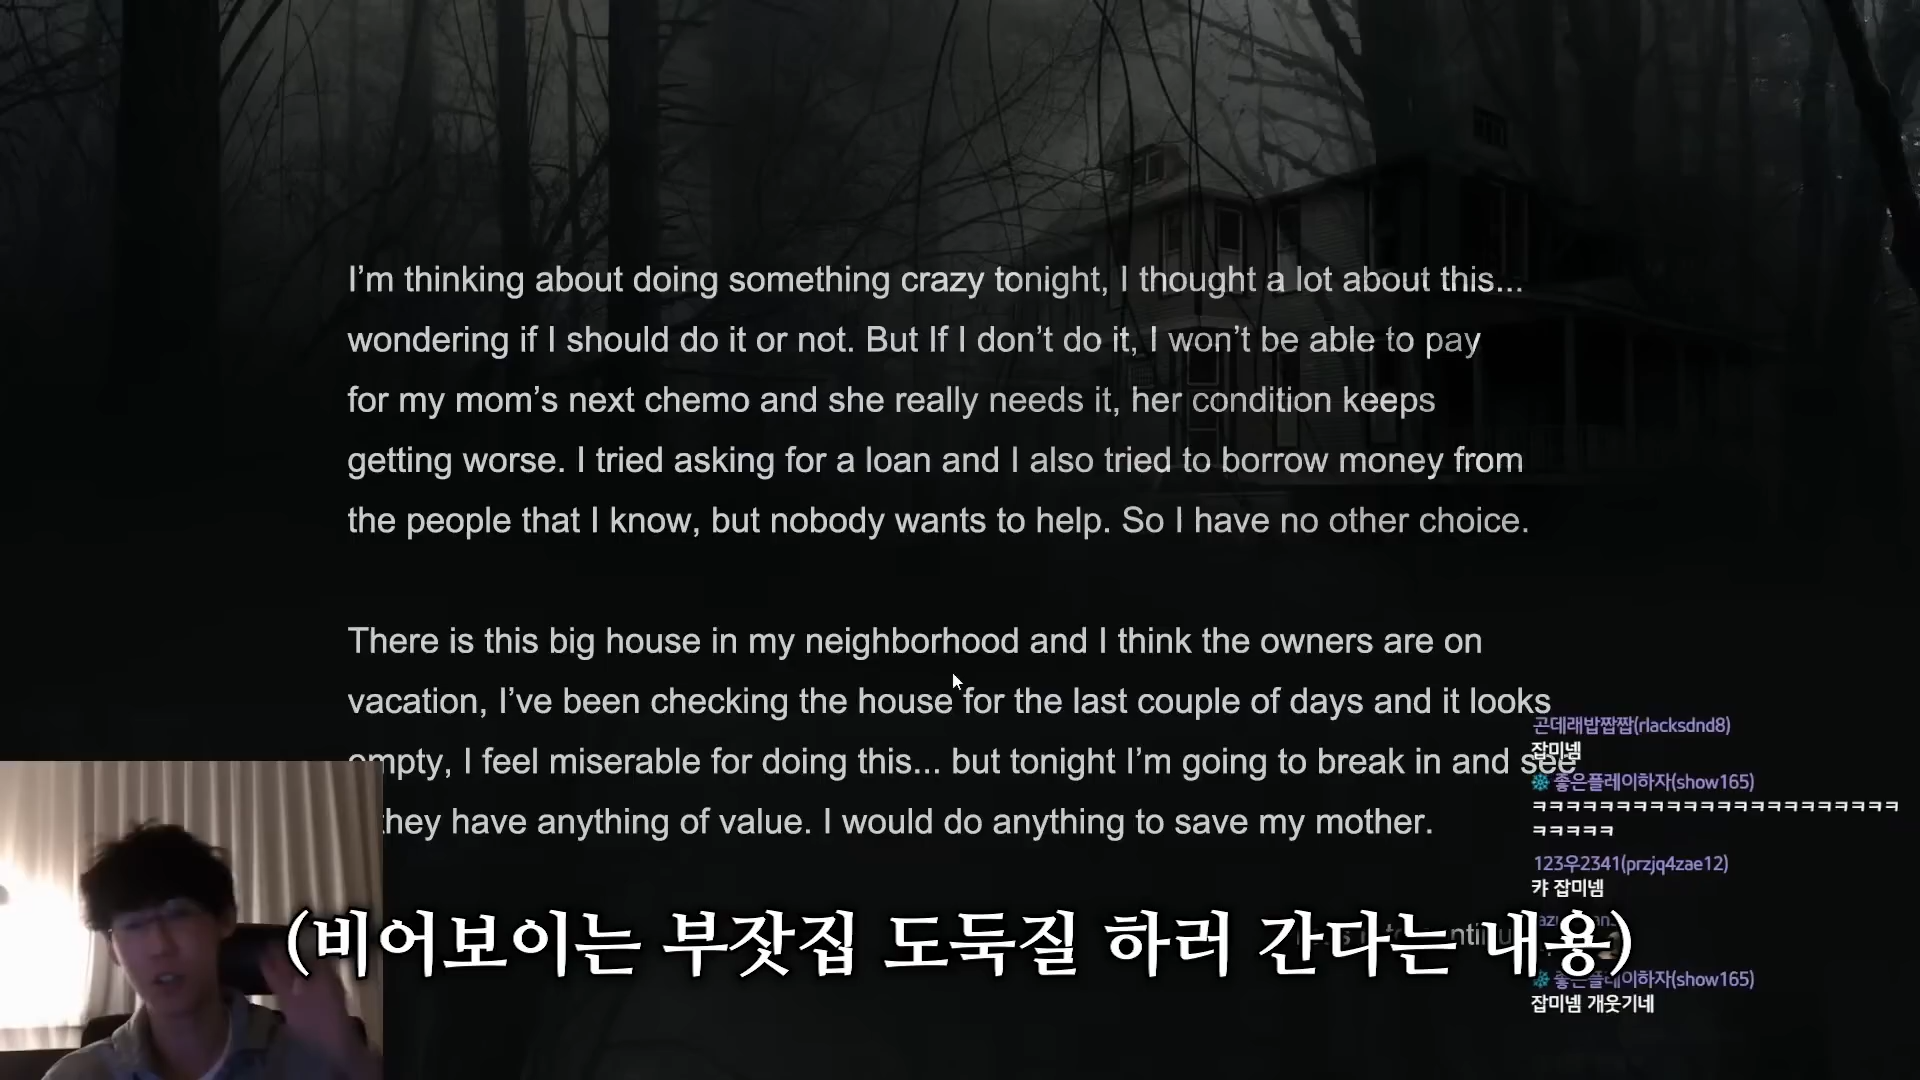 I'm thinking about doing something crazy tonight, I thought a lot about this...
wondering if I should do it or not. But If I don't do it, I won't be able to pay
for my mom's next chemo and she really needs it, her condition keeps
getting worse. I tried asking for a loan and I also tried to borrow money from
the people that I know, but nobody wants to help. So I have no other choice.
There is this big house in my neighborhood and I think the owners are on
vacation, I've been checking the house for the last couple of days and it looks
empty, I feel miserable for doing this... but tonight I'm going to break in and see
they have anything of value. I would do anything to save my mother.
곤데래밥짭짭(rlacksdnd8)
잡미넴
좋은플레이하자(show165)
ㅋㅋㅋㅋㅋㅋㅋㅋㅋㅋㅋㅋㅋㅋㅋㅋㅋㅋㅋㅋㅋㅋ
ㅋㅋㅋㅋㅋ
123우2341(przjq4zae12)
캬 잡미넴
(비어보이는 부잣집 도둑질 하러 간다는 내용)
좋은플레이하자(show165)
잡미넴 개웃기네